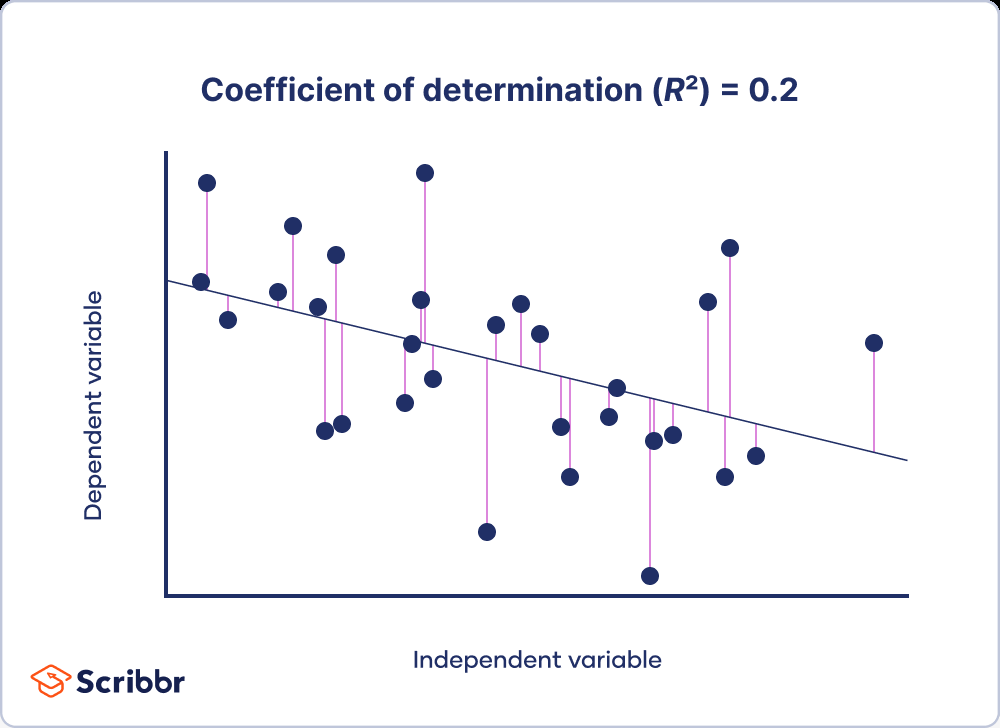 Coefficient of determination (R²) = 0.2
Dependent variable
Independent variable
Scribbr